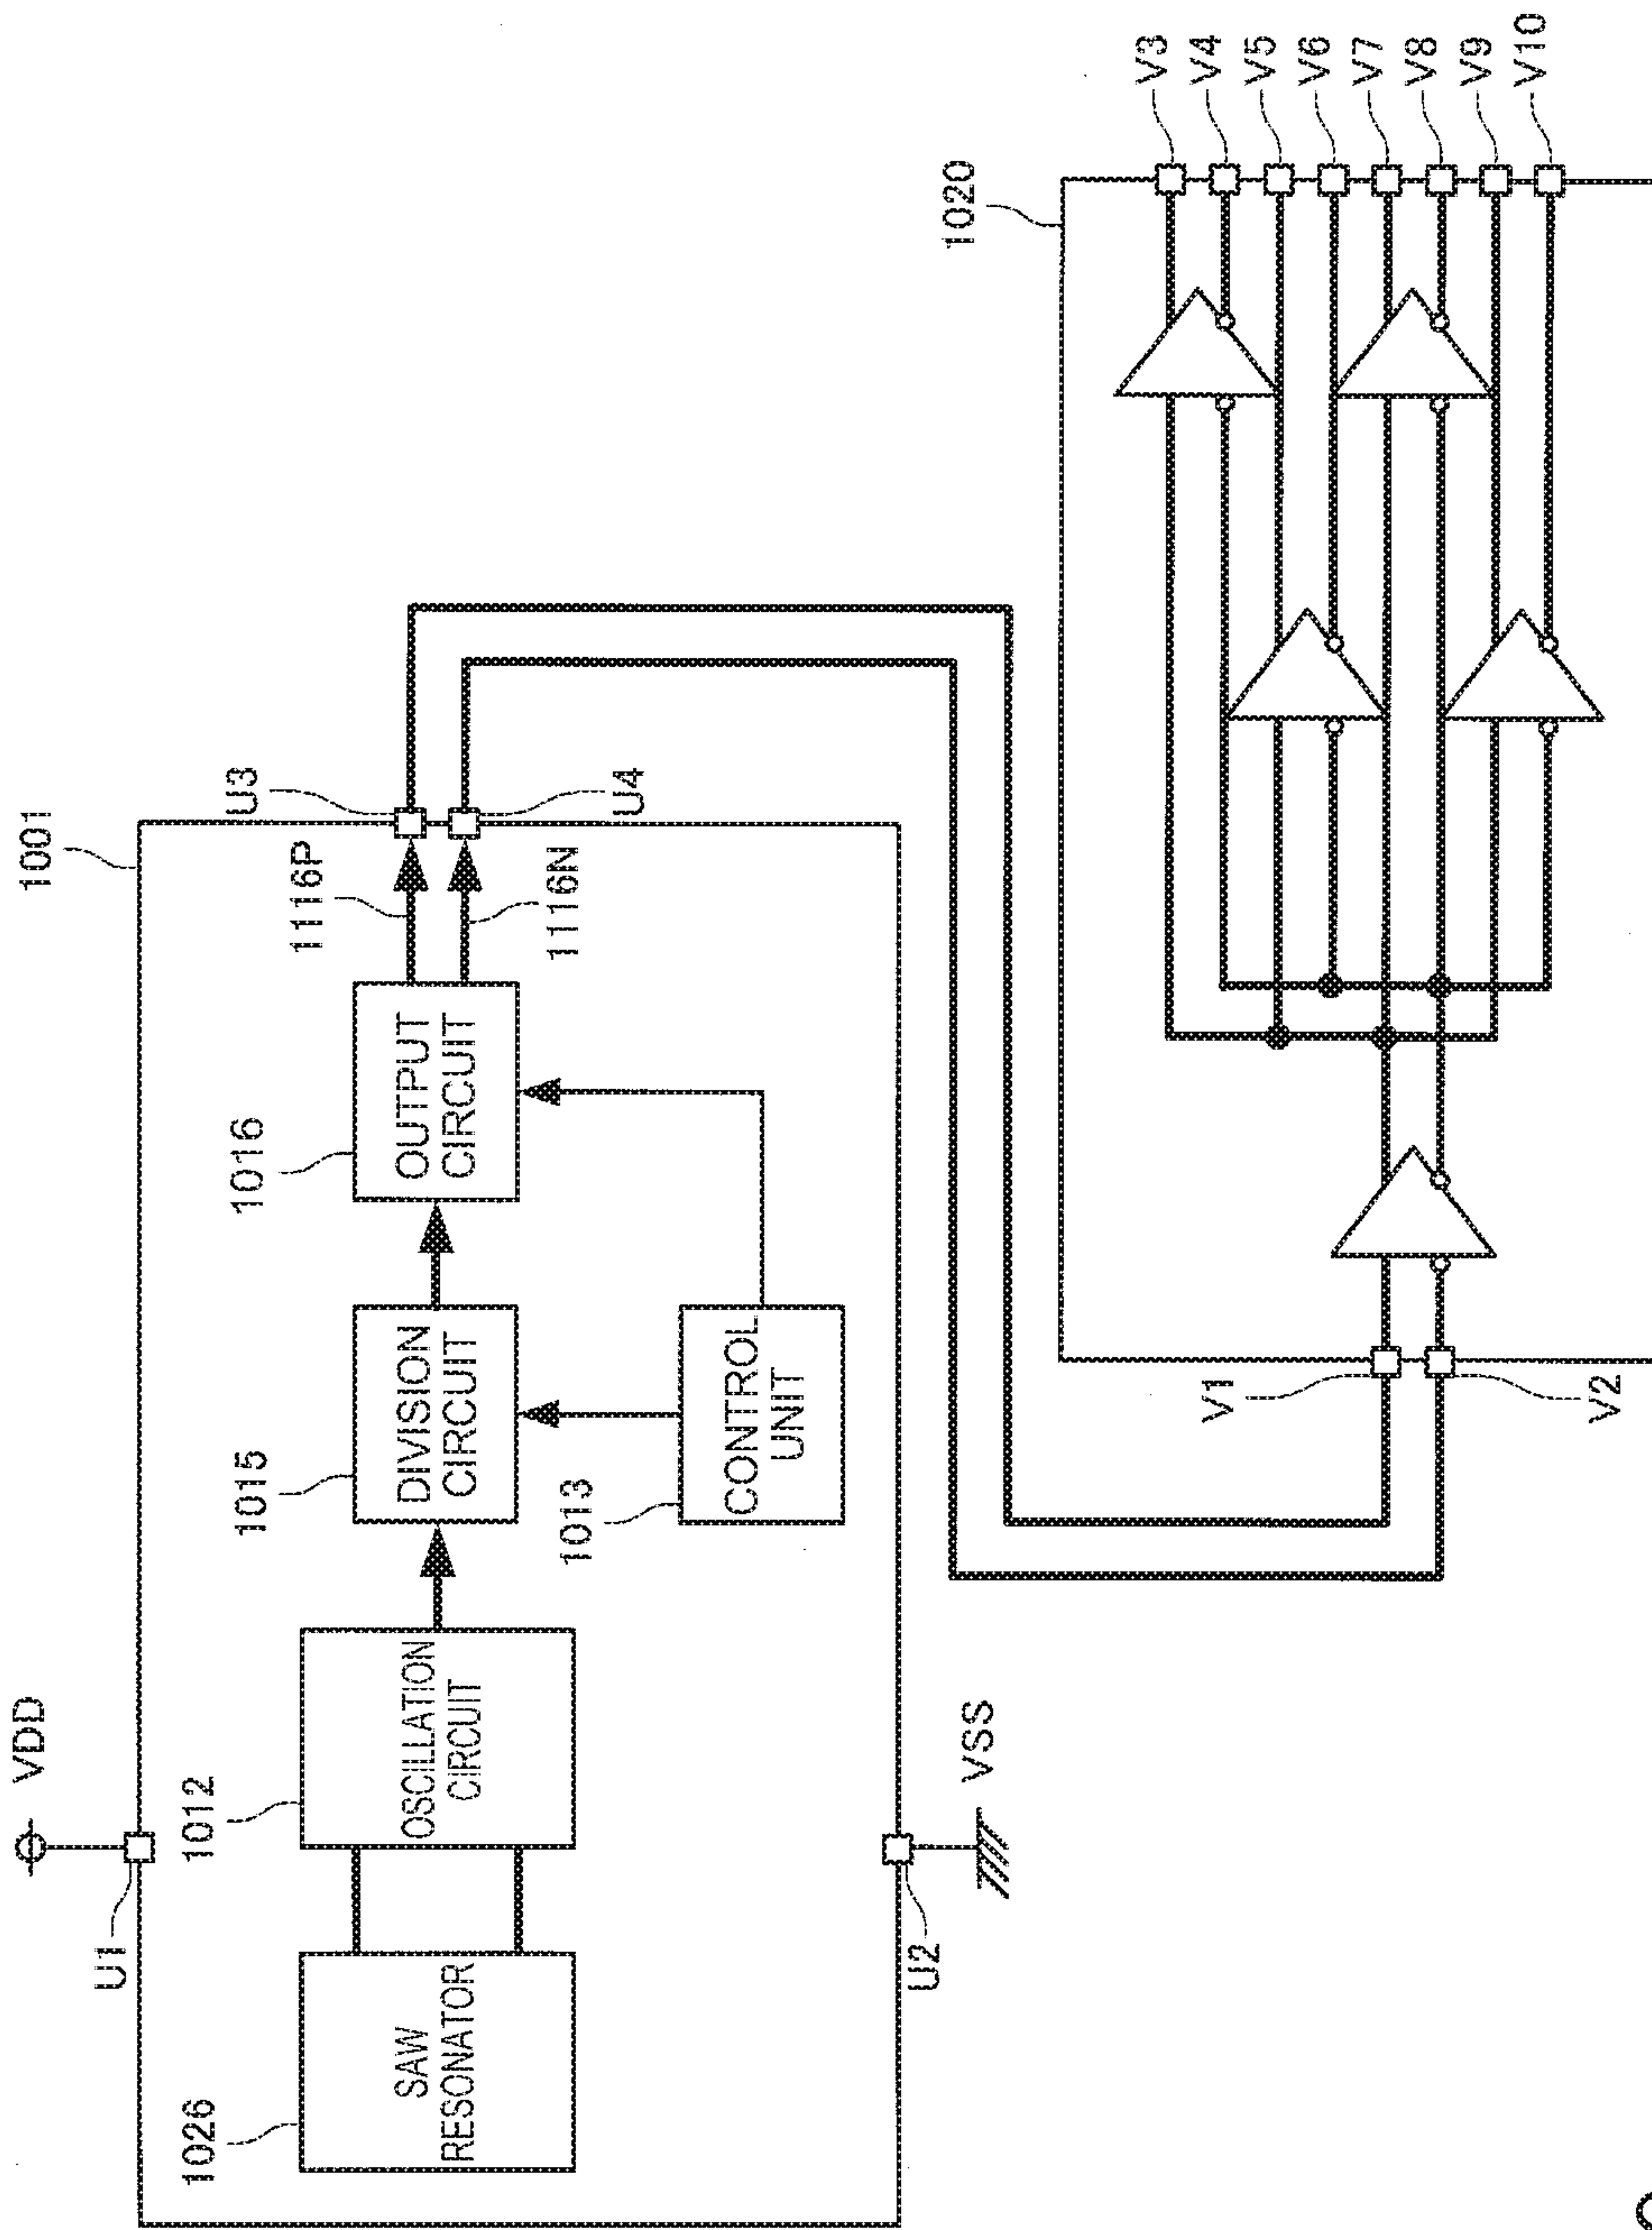 1001
VDD
U1
1026
SAW
RESONATOR
1012
OSCILLATION
CIRCUIT
1015
DIVISION
CIRCUIT
1016
OUTPUT
CIRCUIT
1116P
1116N
U3
U4
1013
CONTROL
UNIT
U2
VSS
1020
V1
V2
V3
V4
V5
V6
V7
V8
V9
V10